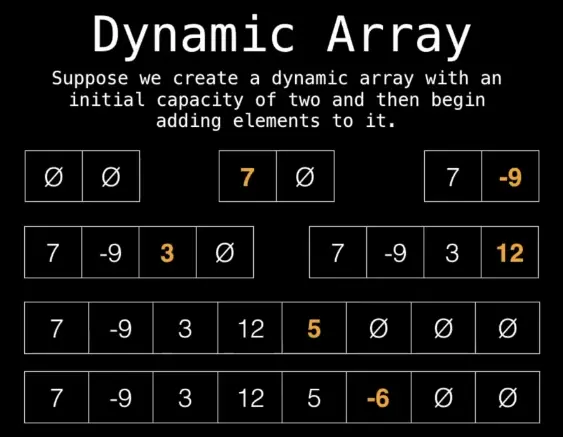 Dynamic Array
Suppose we create a dynamic array with an
initial capacity of two and then begin
adding elements to it.
Ø Ø 7 Ø 7 -9
7 -9 3 Ø 7 -9 3 12
7 -9 3 12 5 Ø Ø Ø
7 -9 3 12 5 -6 Ø Ø